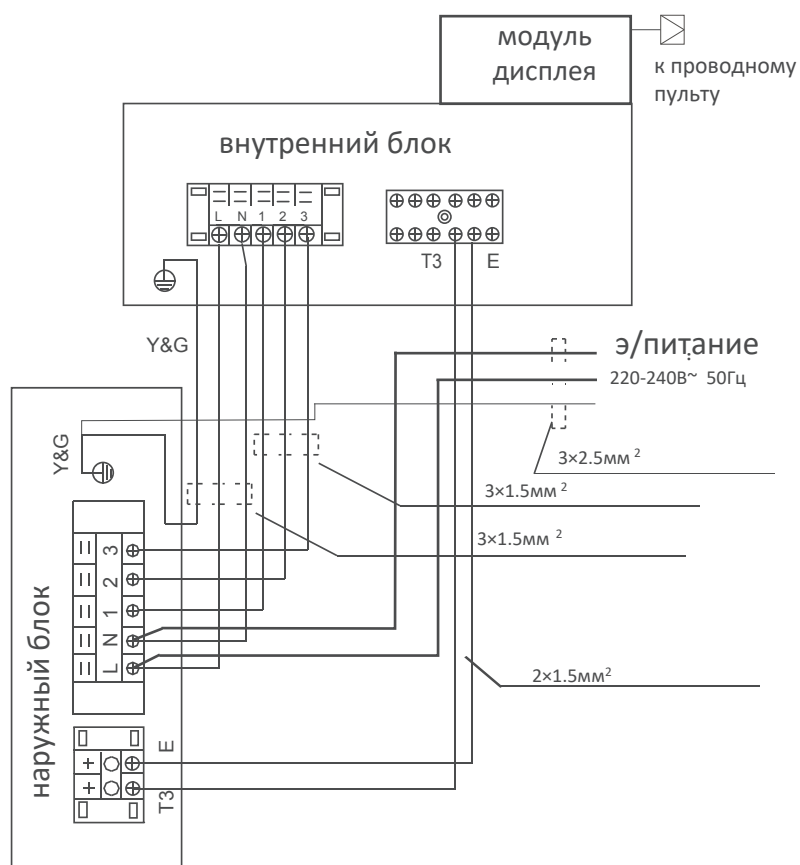 модуль
дисплея
к проводному
пульту
внутренний блок
L N 1 2 3
T3 E
Y&G
э/питание
220-240В~ 50Гц
Y&G
3×2.5мм ²
3×1.5мм ²
3×1.5мм ²
наружный блок
3
2
1
N
L
2×1.5мм²
E
T3